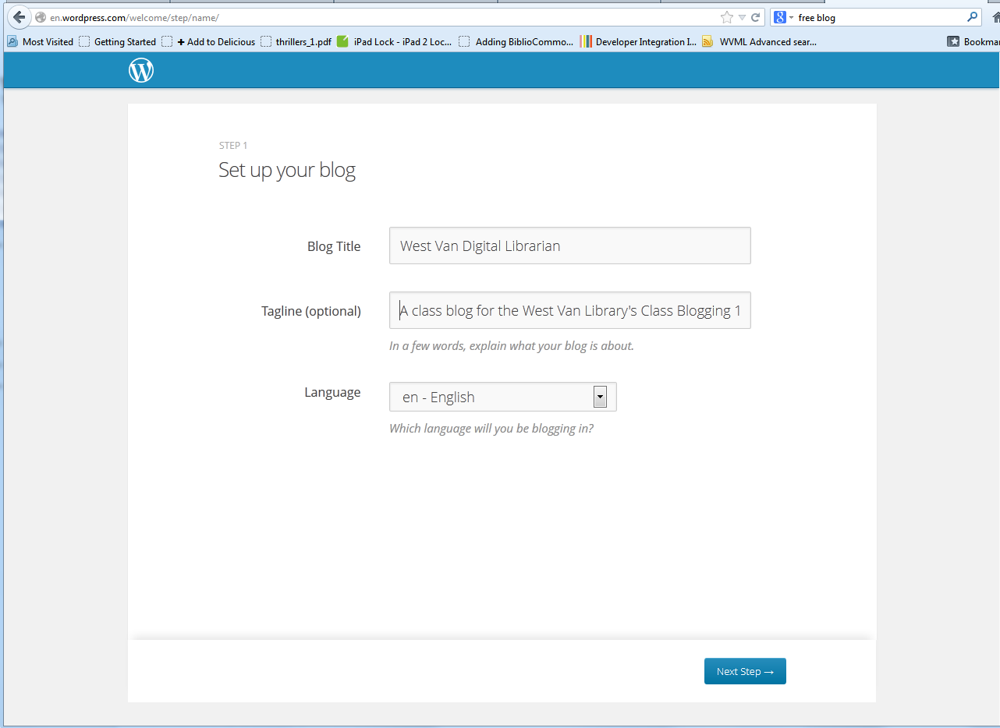 en.wordpress.com/welcome/step/name/
8 free blog
Most Visited Getting Started + Add to Delicious thrillers_1.pdf iPad Lock - iPad 2 Loc... Adding BiblioCommo... Developer Integration I... WVML Advanced sear... Bookmar
W
STEP 1
Set up your blog
Blog Title West Van Digital Librarian
Tagline (optional) A class blog for the West Van Library's Class Blogging 1
In a few words, explain what your blog is about.
Language en - English
Which language will you be blogging in?
Next Step →